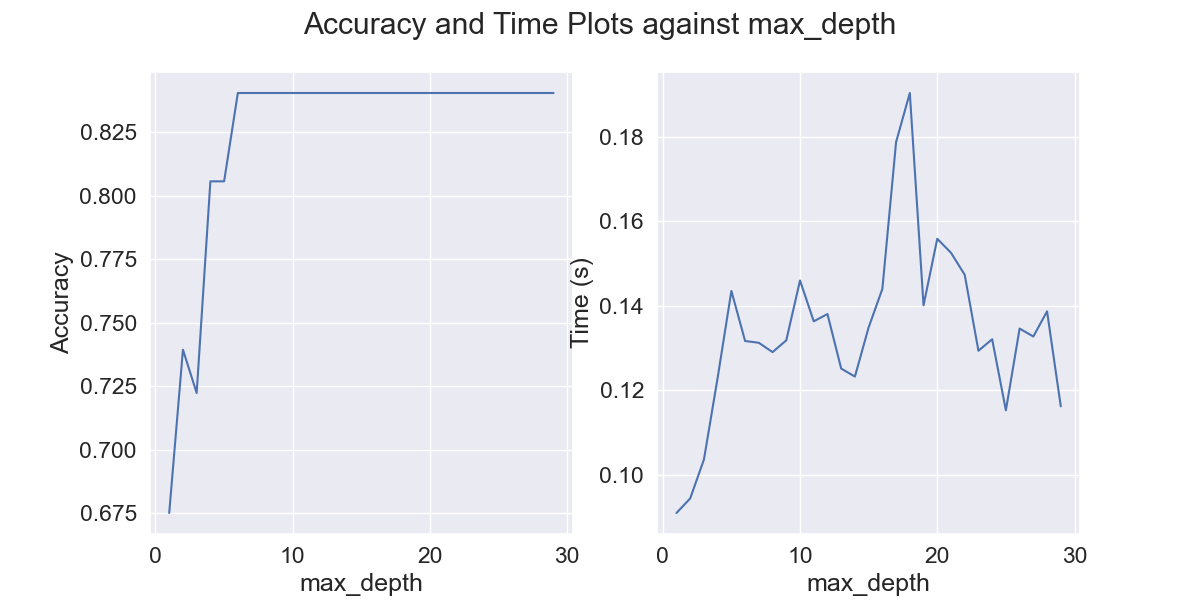 Accuracy and Time Plots against max_depth
Accuracy
0.825
0.800
0.775
0.750
0.725
0.700
0.675
0 10 20 30
max_depth
Time (s)
0.18
0.16
0.14
0.12
0.10
0 10 20 30
max_depth